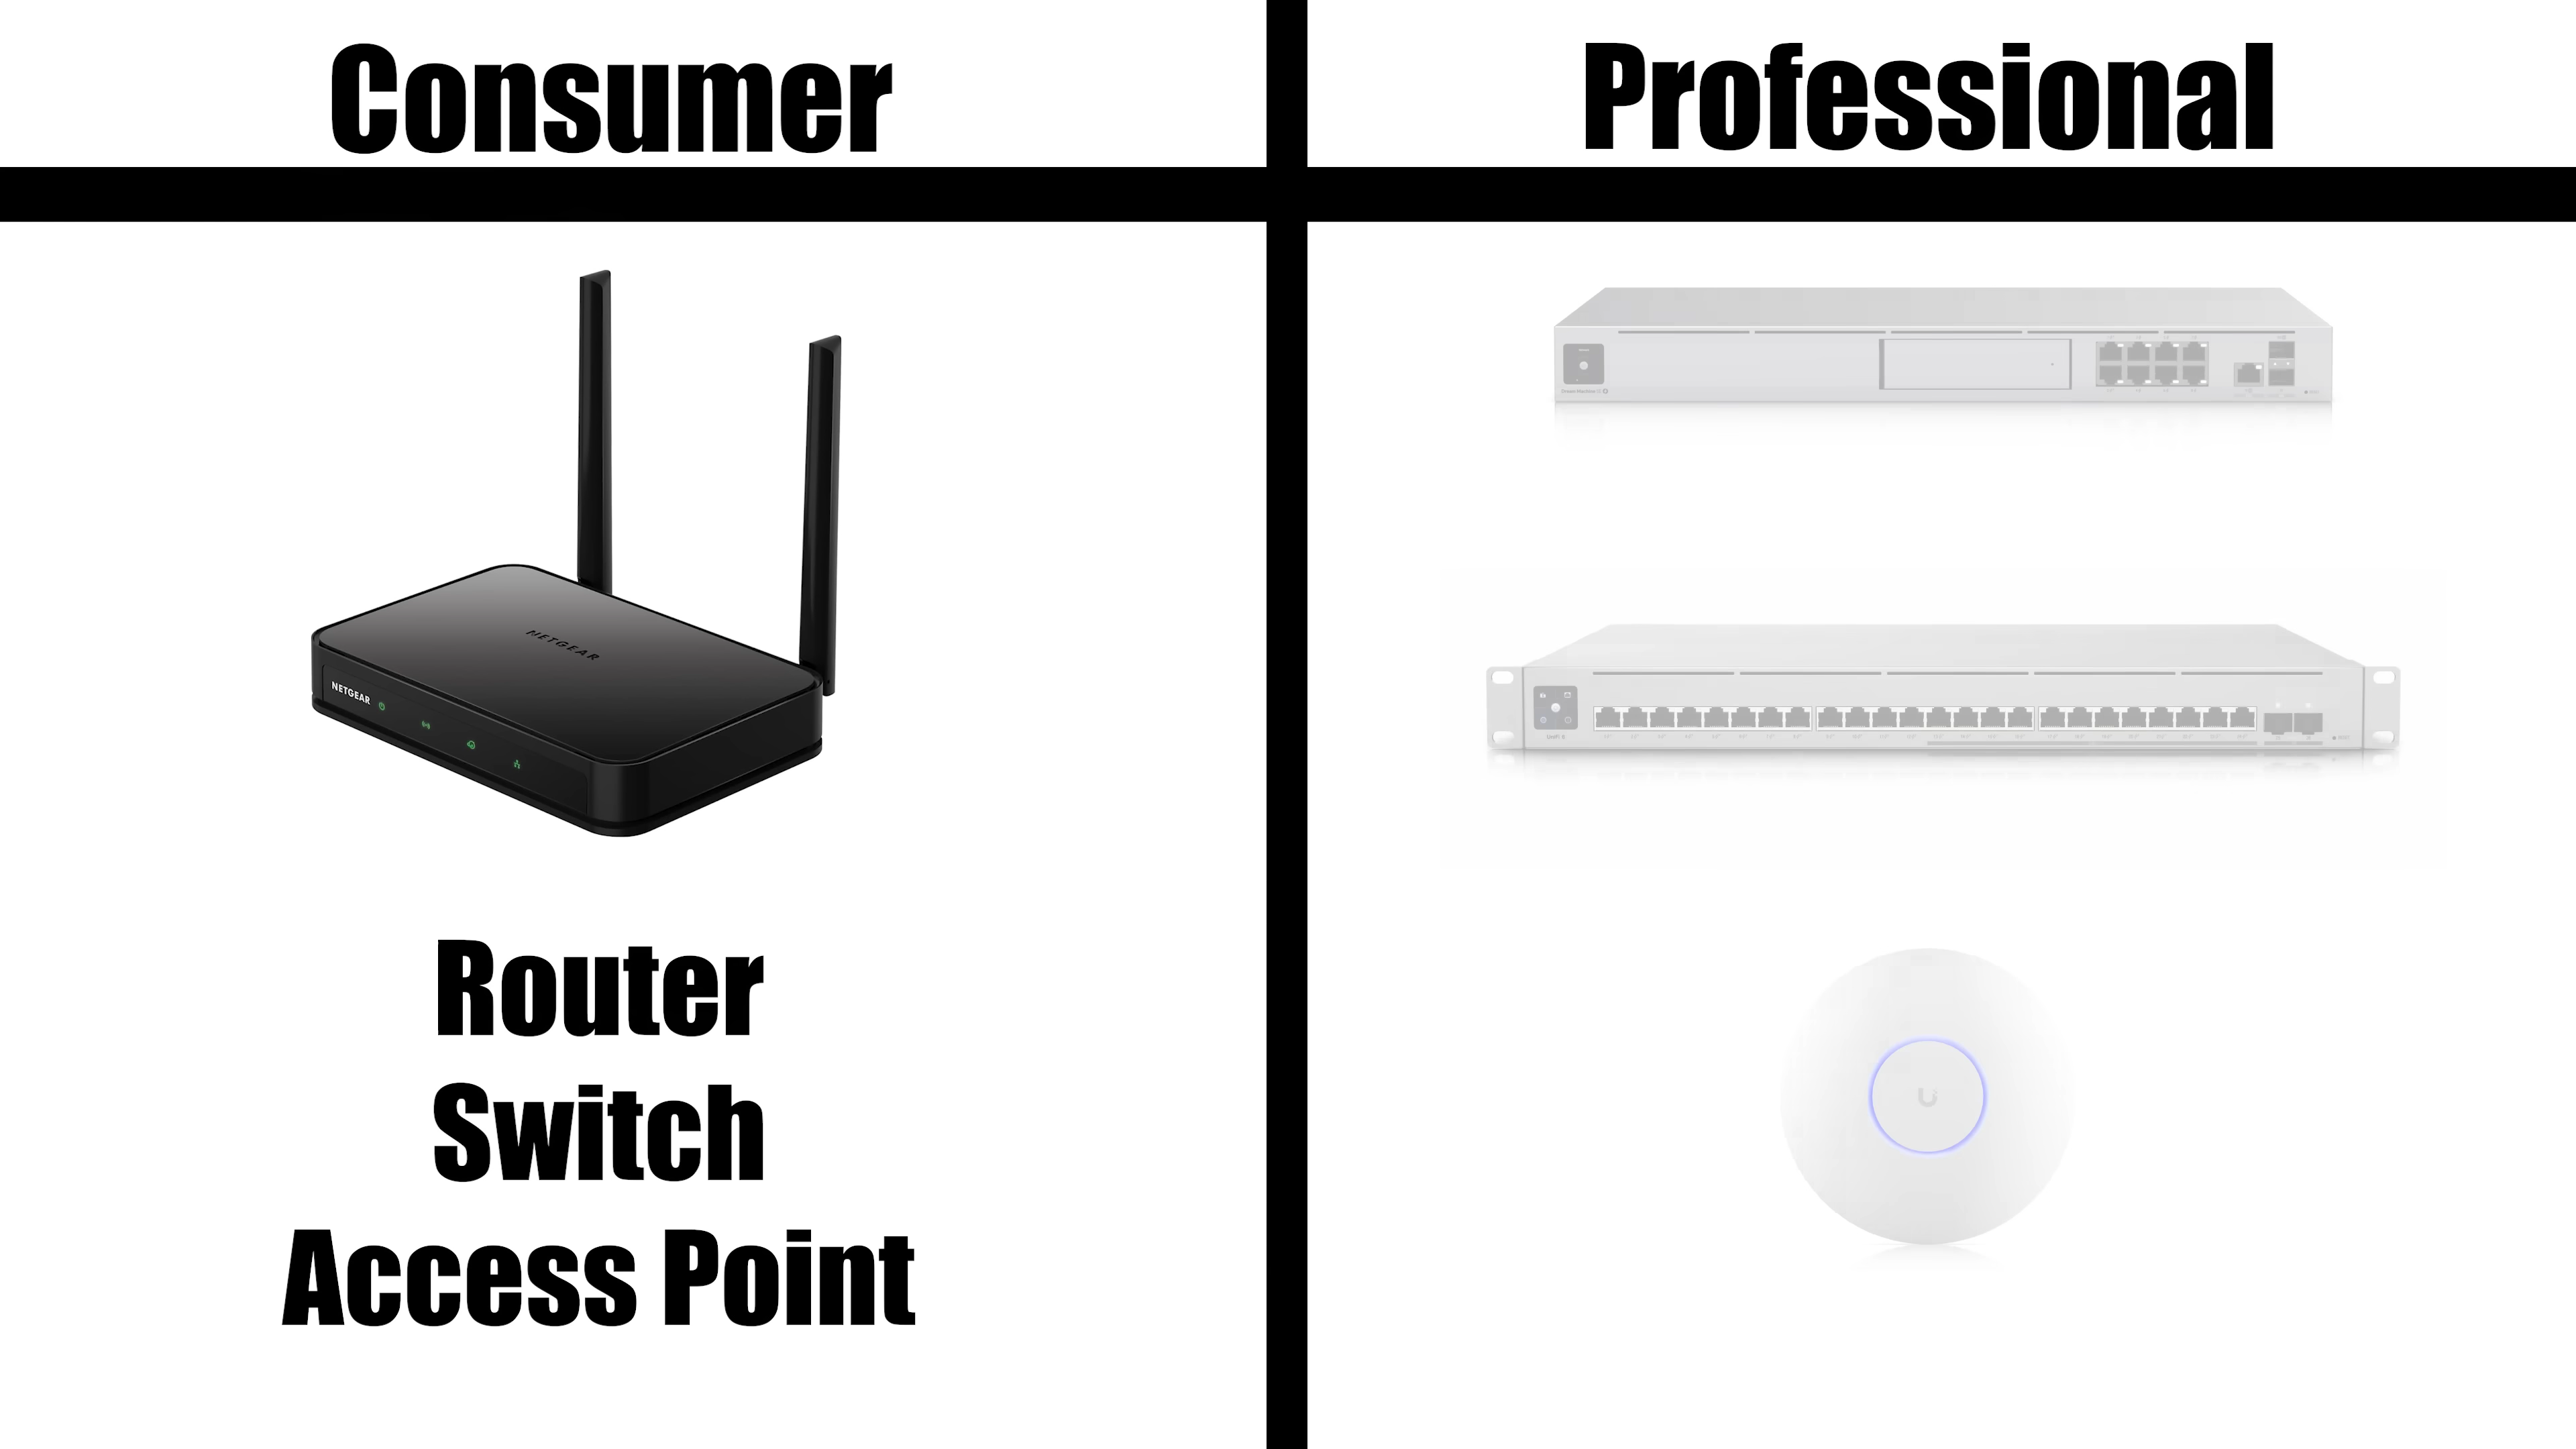 Consumer
Professional
NETGEAR
NETGEAR
Router
Switch
Access Point